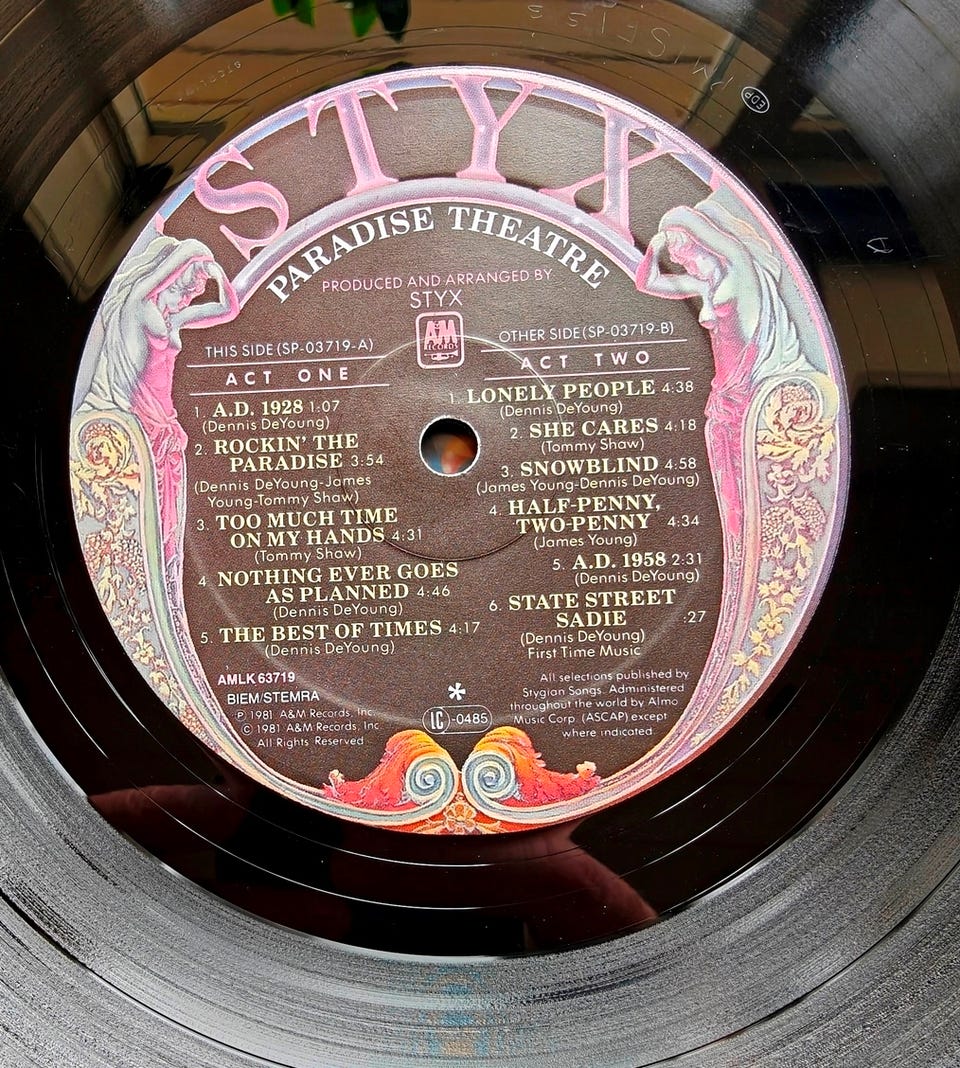 STYX
PARADISE THEATRE
PRODUCED AND ARRANGED BY
STYX
A&M
RECORDS
THIS SIDE (SP-03719-A)
ACT ONE
1 A.D. 1928 1:07
(Dennis DeYoung)
2. ROCKIN' THE
PARADISE 3:54
(Dennis DeYoung-James
Young-Tommy Shaw)
3. TOO MUCH TIME
ON MY HANDS 4:31
(Tommy Shaw)
4 NOTHING EVER GOES
AS PLANNED 4:46
(Dennis DeYoung)
5. THE BEST OF TIMES 4:17
(Dennis DeYoung)
OTHER SIDE (SP-03719-B)
ACT TWO
1. LONELY PEOPLE 4:38
(Dennis DeYoung)
2. SHE CARES 4:18
(Tommy Shaw)
3. SNOWBLIND 4:58
(James Young-Dennis DeYoung)
4. HALF-PENNY,
TWO-PENNY 4:34
(James Young)
5. A.D. 1958 2:31
(Dennis DeYoung)
6. STATE STREET
SADIE :27
(Dennis DeYoung)
First Time Music
AMLK 63719
BIEM/STEMRA
℗ 1981 A&M Records, Inc.
© 1981 A&M Records, Inc.
All Rights Reserved
*
LC-0485
All selections published by
Stygian Songs. Administered
throughout the world by Almo
Music Corp. (ASCAP) except
where indicated.
EDP